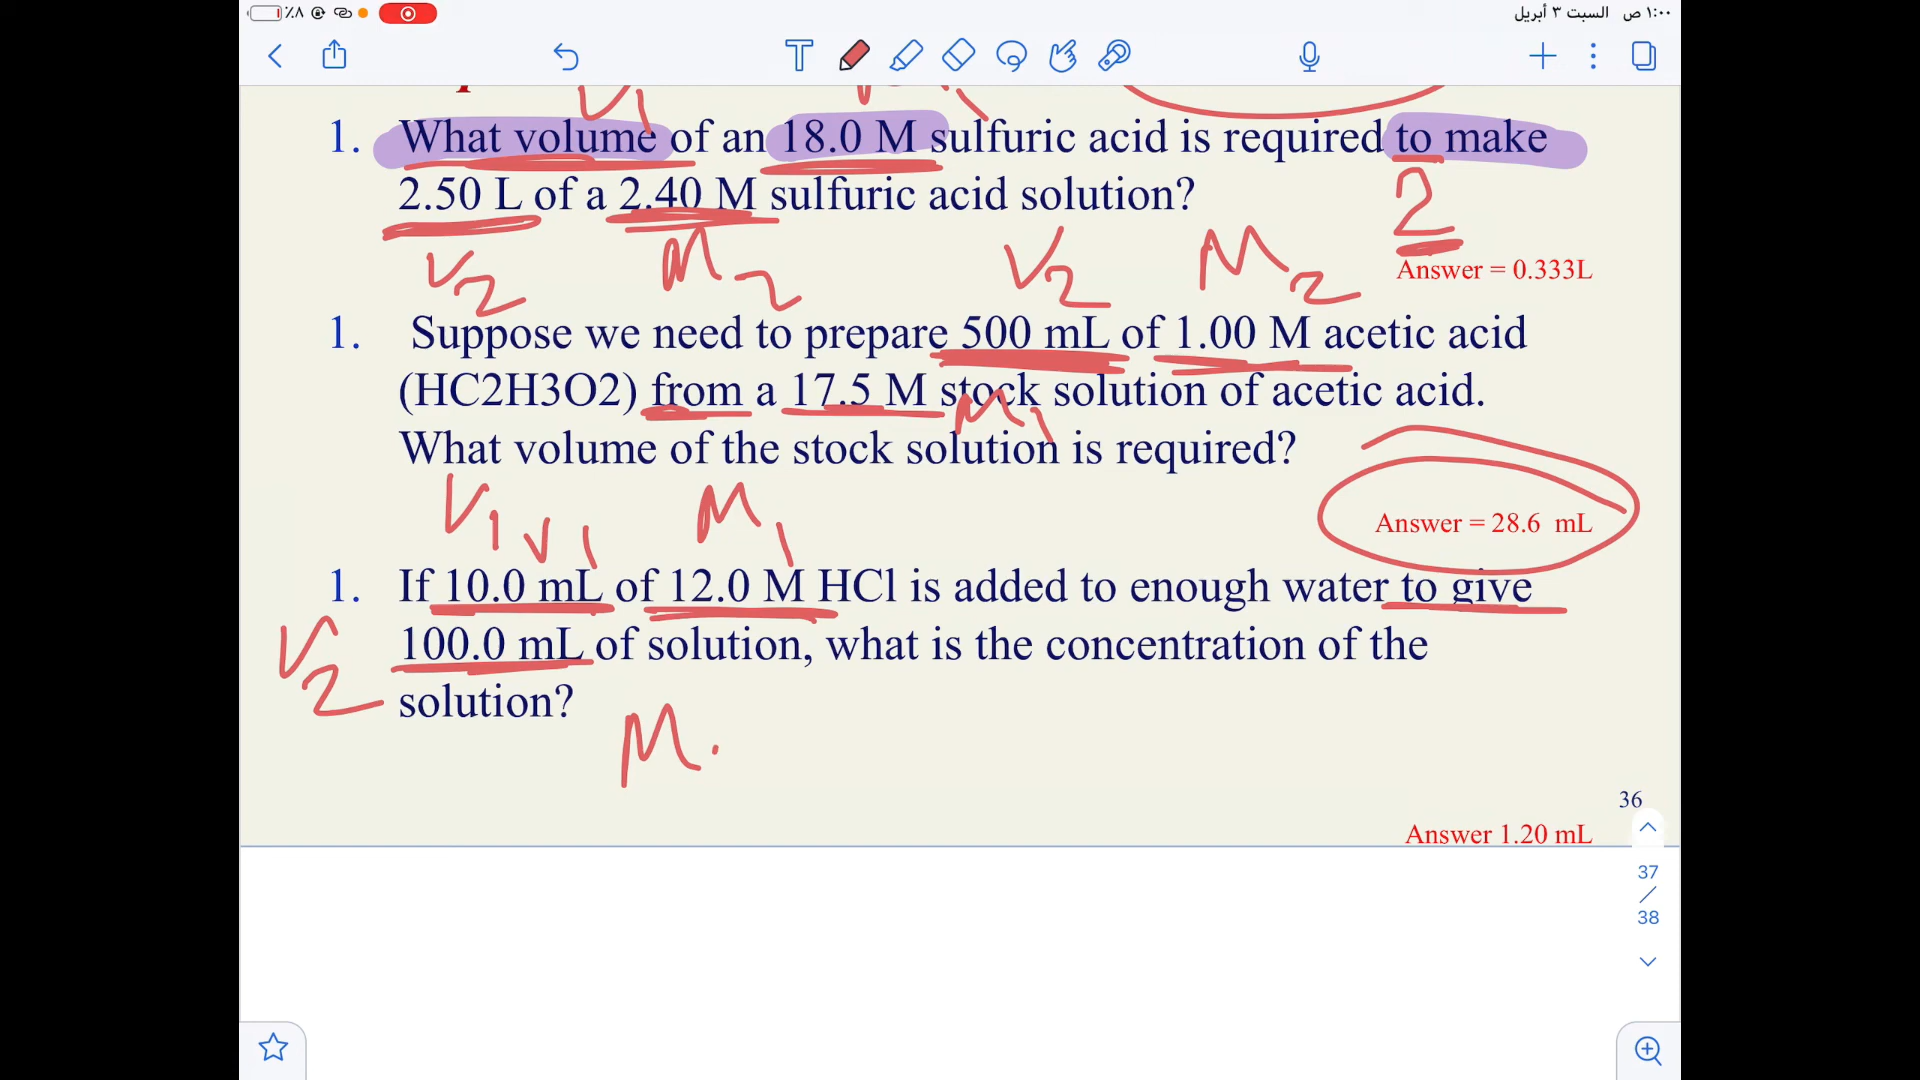 ٪٨
١:٠٠ ص السبت ٣ أبريل
V1
1. What volume of an 18.0 M sulfuric acid is required to make
2.50 L of a 2.40 M sulfuric acid solution?
2
V2 M2 V2 M2
Answer = 0.333L
1. Suppose we need to prepare 500 mL of 1.00 M acetic acid
(HC2H3O2) from a 17.5 M stock solution of acetic acid.
M1
What volume of the stock solution is required?
V1 V1 M1
Answer = 28.6 mL
1. If 10.0 mL of 12.0 M HCl is added to enough water to give
V2
100.0 mL of solution, what is the concentration of the
solution?
M.
36
Answer 1.20 mL
37
/
38